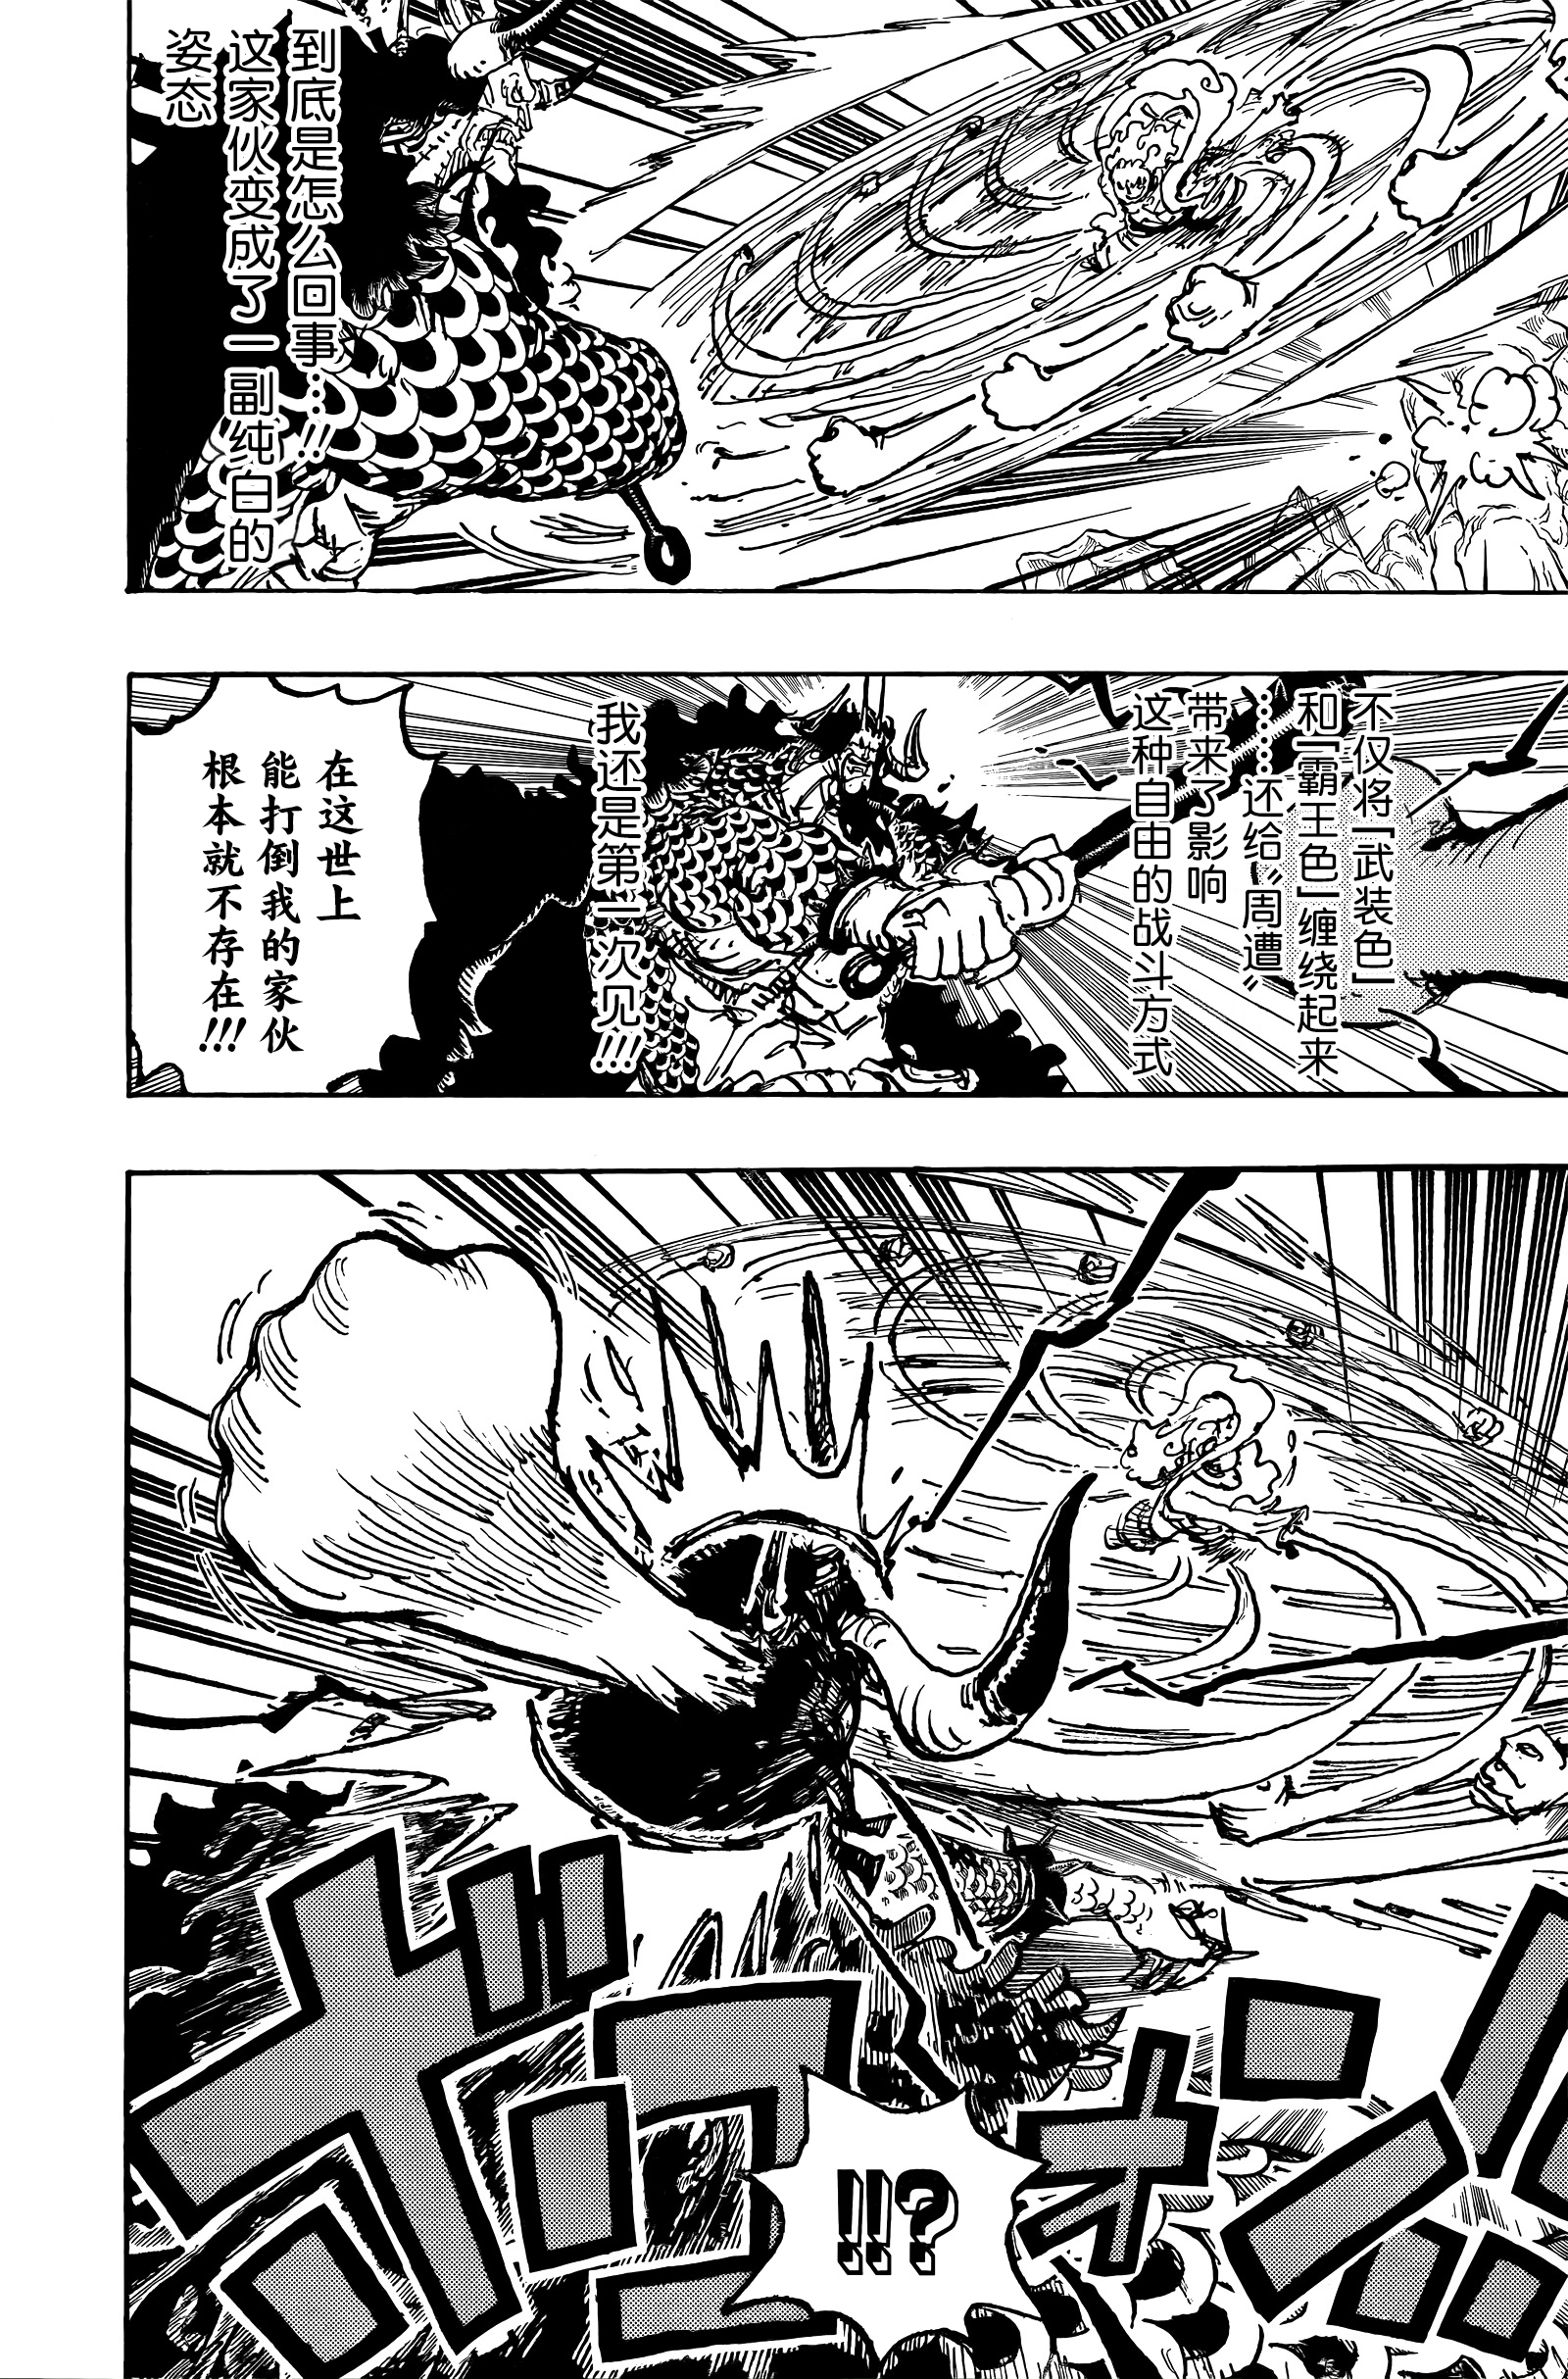 到底是怎么回事…!!
这家伙变成了一副纯白的
姿态
不仅将「武装色」
和「霸王色」缠绕起来
……还给“周遭”
带来了影响
这种自由的战斗方式
我还是第一次见!!!
在这世上
能打倒我的家伙
根本就不存在!!!
!!?